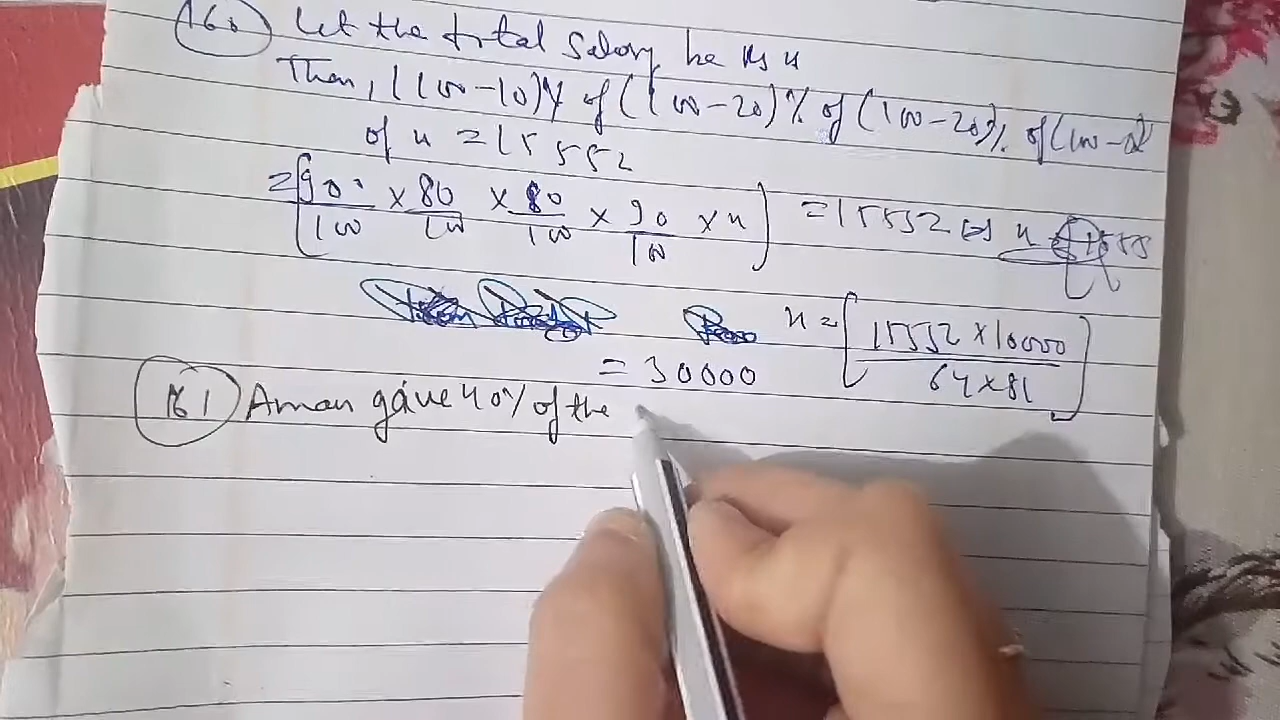 160 Let the total Salary be Rs x
Then, (100-10)% of (100-20)% of (100-20)% of (100-
of x = 15552
= [90/100 × 80/100 × 80/100 × 90/100 × x] = 15552 ⇔ x
x = [15552 × 10000 / 64 × 81]
= 30000
161 Aman gave 40% of the